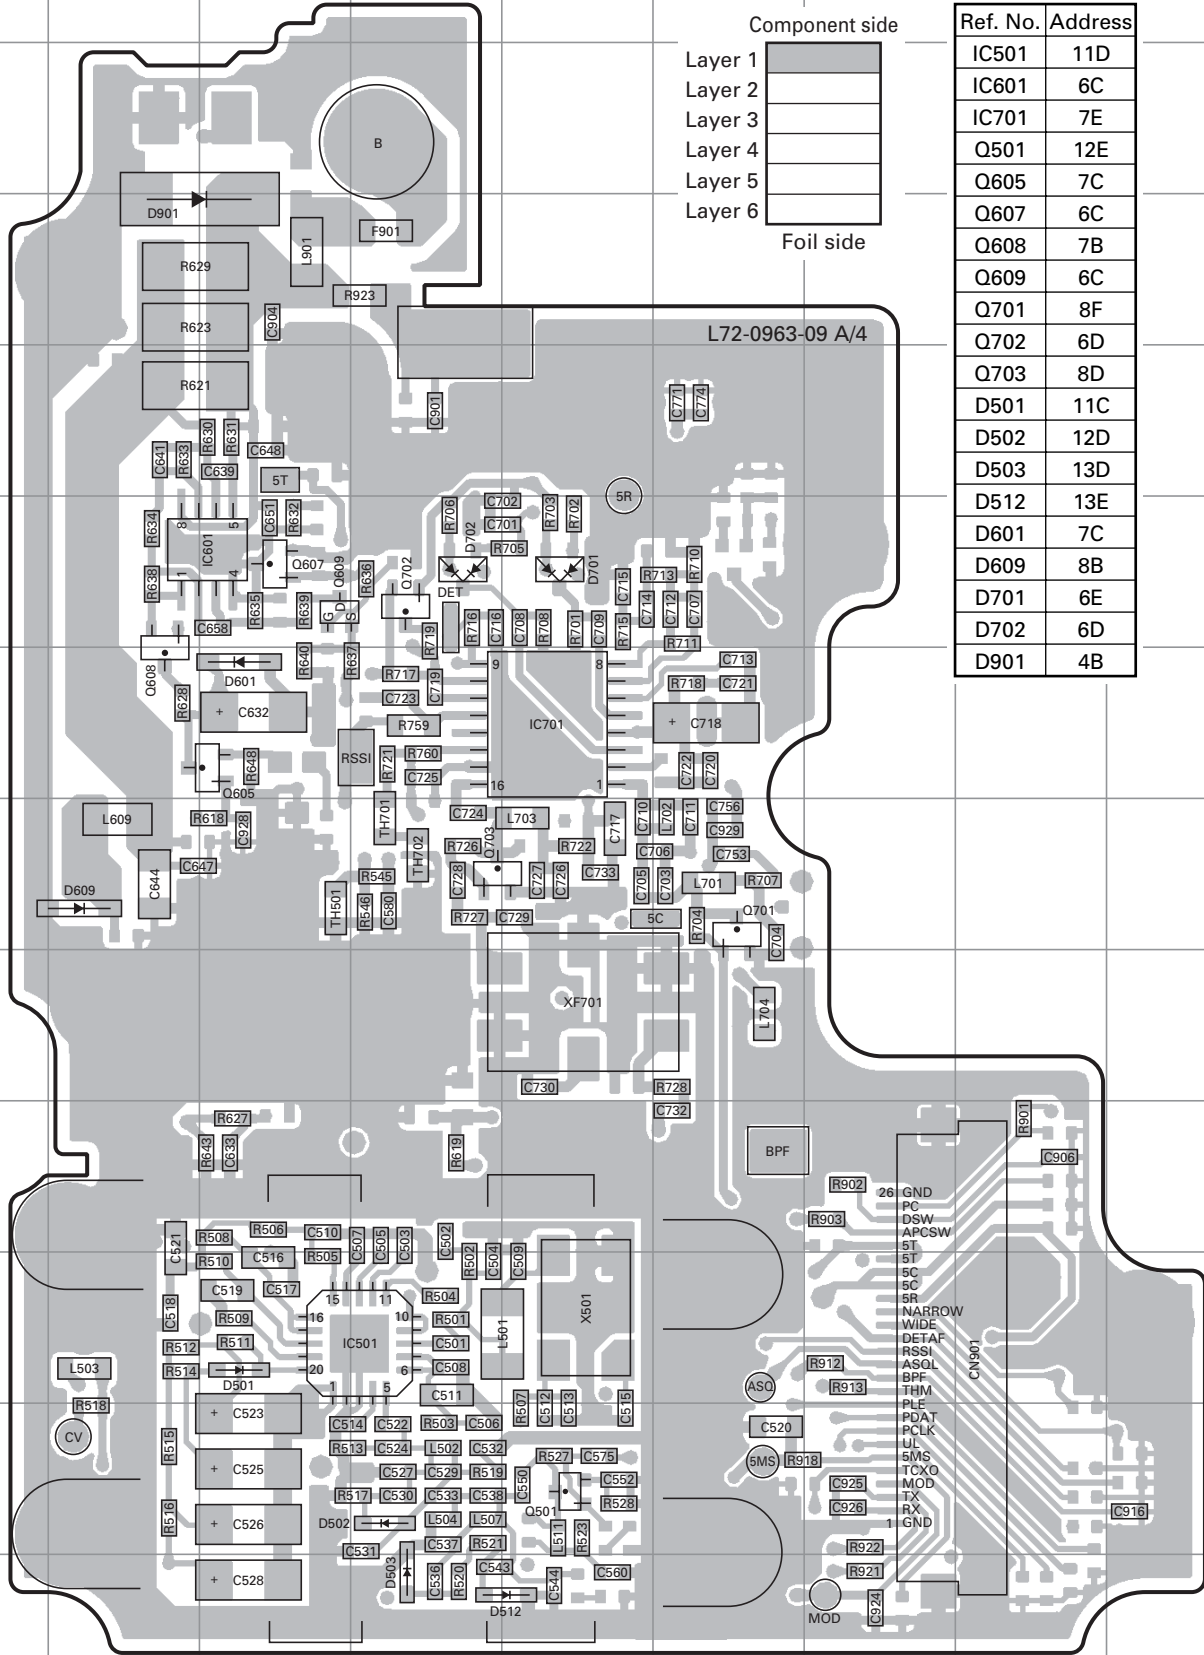 Component side
Layer 1
Layer 2
Layer 3
Layer 4
Layer 5
Layer 6
Foil side
Ref. No. Address
IC501 11D
IC601 6C
IC701 7E
Q501 12E
Q605 7C
Q607 6C
Q608 7B
Q609 6C
Q701 8F
Q702 6D
Q703 8D
D501 11C
D502 12D
D503 13D
D512 13E
D601 7C
D609 8B
D701 6E
D702 6D
D901 4B
B
D901
F901
L901
R629
R923
R623
C904
L72-0963-09 A/4
R621
C901
C771
C774
R630
R631
C641
R633
C648
C639
5T
5R
R634
8
5
C651
R632
R706
C702
R703
R702
C701
D702
R705
IC601
Q607
Q609
R636
Q702
D701
R638
1
4
D
G
S
DET
C715
R713
R710
R635
R639
C714
C712
C707
C658
R719
R716
C716
C708
R708
R701
C709
R715
R711
Q608
R640
R637
D601
9
8
C713
R717
C719
R718
C721
R628
C723
+ C632
R759
IC701
+ C718
RSSI
R721
R760
R648
C725
C722
C720
Q605
16
1
L609
R618
C928
TH701
C724
L703
C717
C710
L702
C711
C756
C929
TH702
R726
Q703
R722
C706
C753
C647
C644
R545
C728
C727
C726
C733
C705
C703
L701
R707
D609
TH501
R546
C580
R727
C729
5C
R704
Q701
C704
XF701
L704
C730
R728
C732
R627
R643
C633
R619
BPF
R901
C906
R902
R903
26 GND
PC
DSW
APCSW
5T
5T
5C
5C
5R
NARROW
WIDE
DETAF
RSSI
ASQL
BPF
THM
PLE
PDAT
PCLK
UL
5MS
TCXO
MOD
TX
RX
1 GND
CN901
C521
R508
R506
C510
C507
C505
C503
C502
R510
C516
R505
R502
C504
C509
C519
C517
R504
C518
R509
15
11
16
10
R501
L501
X501
R512
R511
IC501
C501
R514
20
6
C508
D501
1
5
C511
L503
R518
CV
R912
R913
ASQ
+ C523
C514
C522
R503
C506
R507
C512
C513
C515
C520
R515
R513
C524
L502
C532
R527
C575
5MS
R918
+ C525
C527
C529
R519
C550
C552
R517
C530
C533
C538
R528
C925
C926
C916
R516
+ C526
D502
L504
L507
Q501
L511
R523
C531
C537
R521
R922
R921
+ C528
D503
C536
R520
C543
C544
C560
D512
MOD
C924